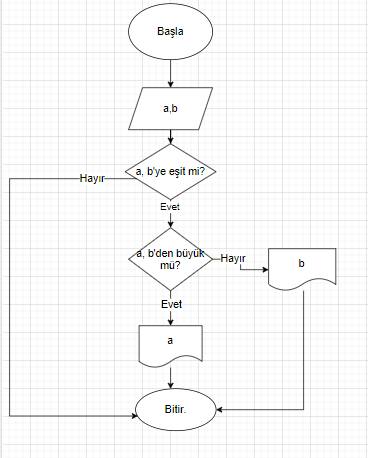 Başla
a,b
a, b'ye eşit mi?
Hayır
Evet
a, b'den büyük
mü?
Hayır
b
Evet
a
Bitir.